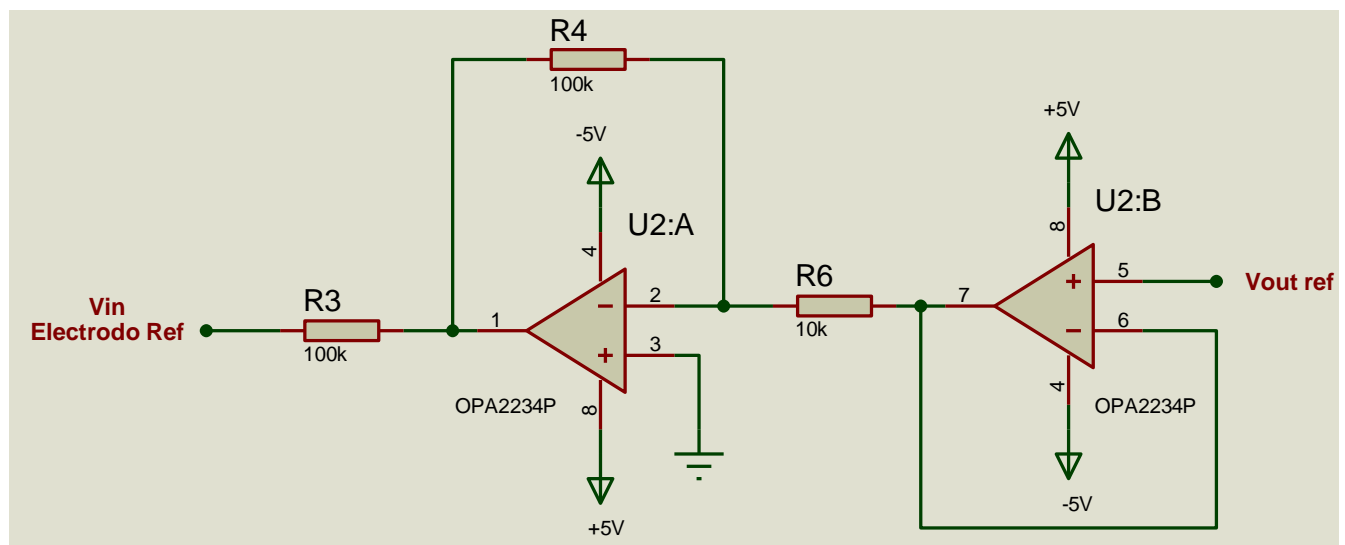 R4
100k
-5V
+5V
U2:A
U2:B
4
8
Vin
Electrodo Ref
R3
100k
1
−
2
+
3
R6
10k
7
+
5
−
6
Vout ref
OPA2234P
8
4
OPA2234P
+5V
-5V